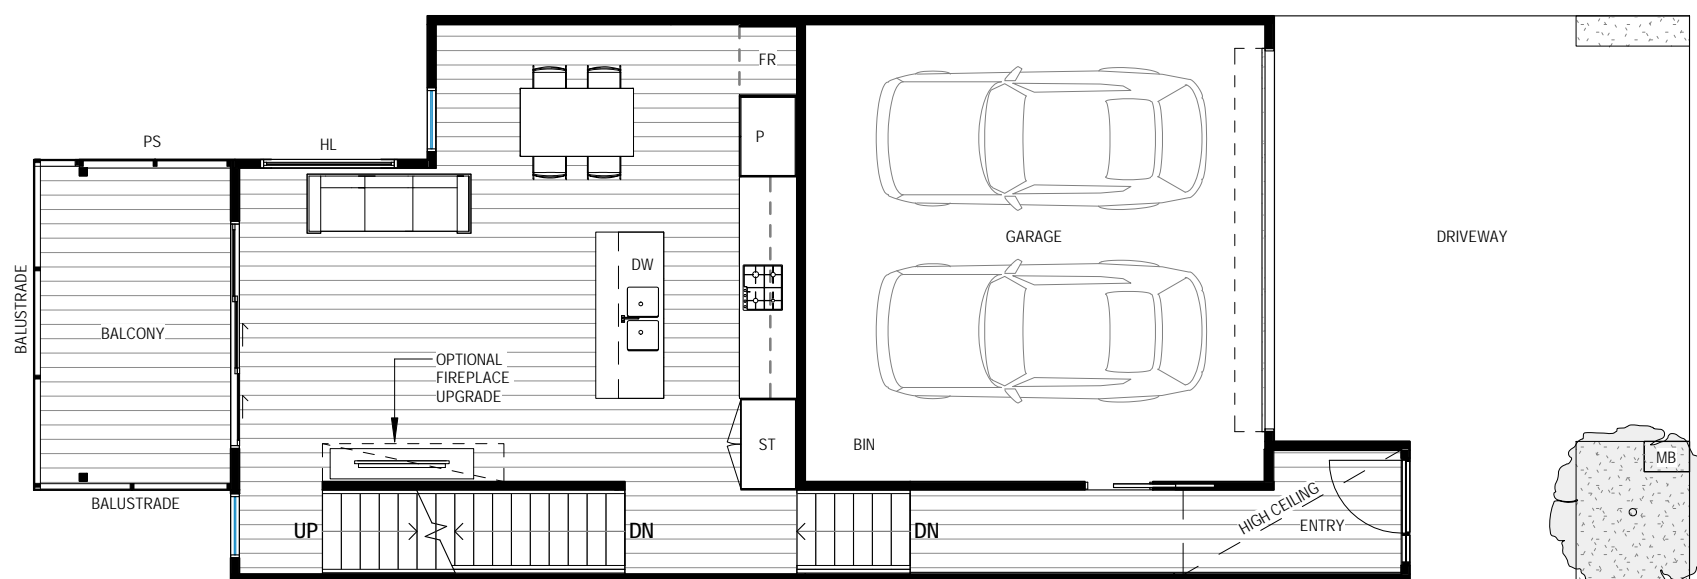 FR
P
PS
HL
GARAGE
DRIVEWAY
DW
BALUSTRADE
BALCONY
OPTIONAL
FIREPLACE
UPGRADE
ST
BIN
MB
BALUSTRADE
HIGH CEILING
ENTRY
UP
DN
DN